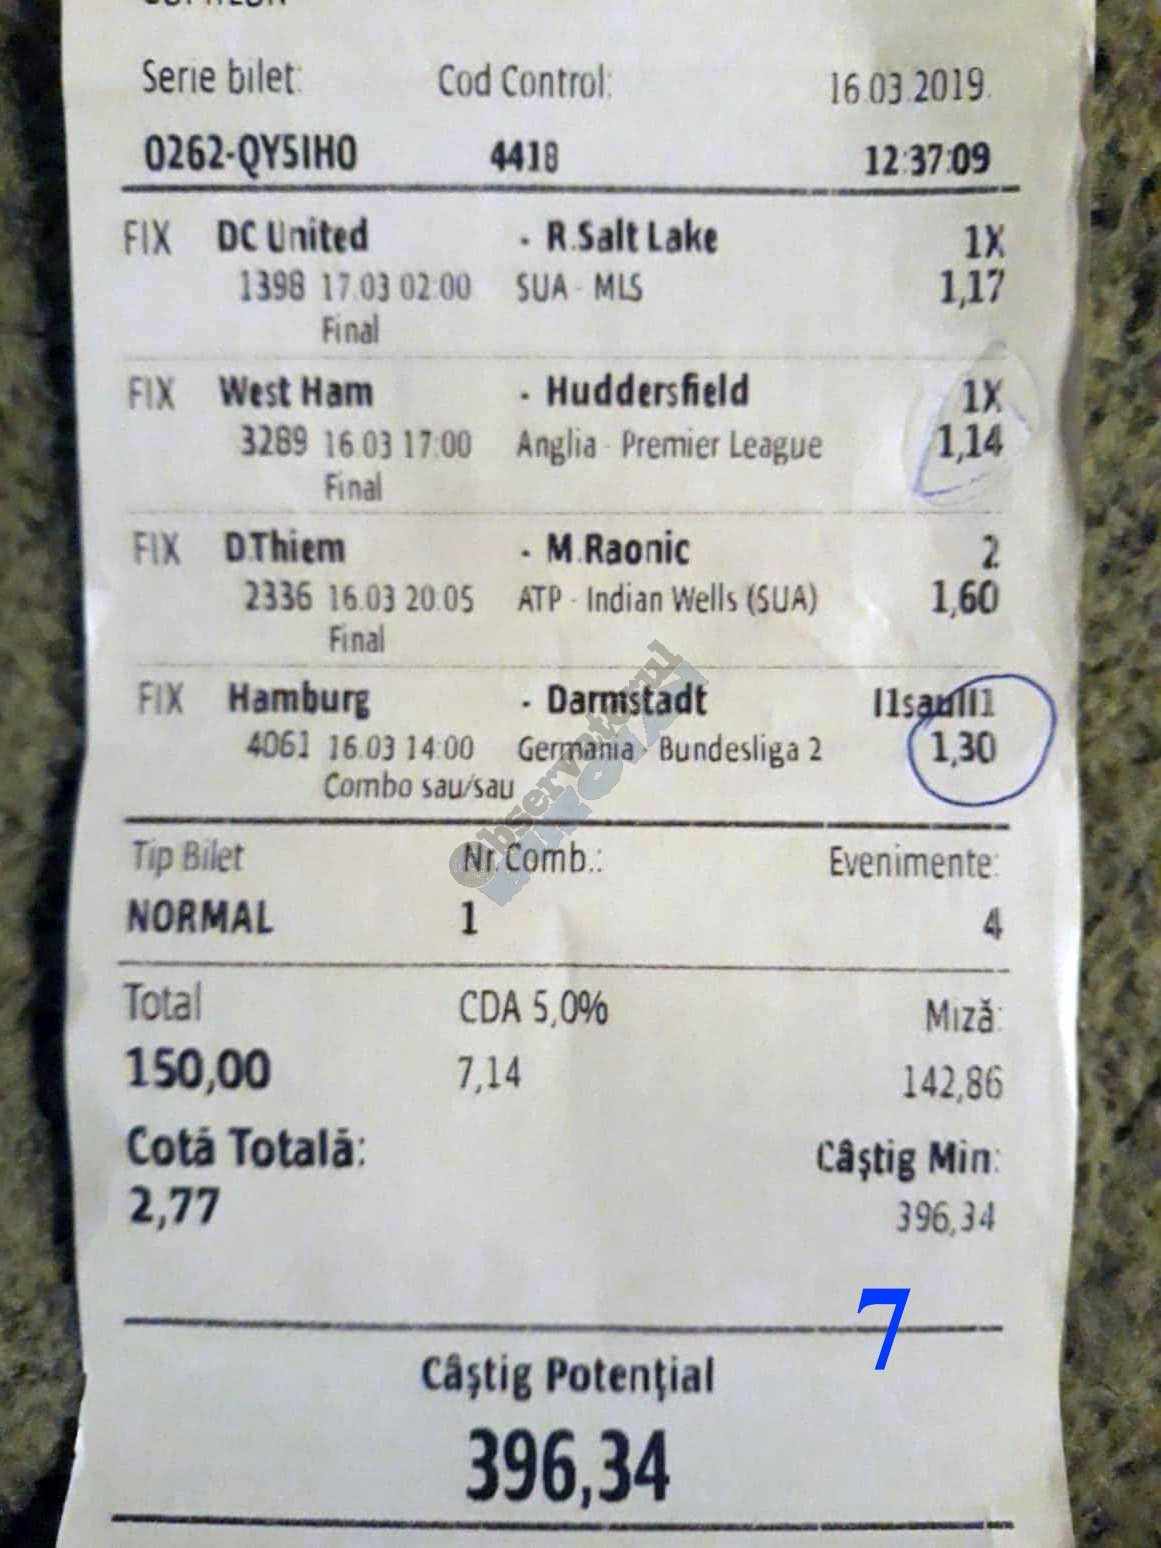 Serie bilet: Cod Control: 16.03.2019.
0262-QY5IH0 4418 12:37:09
FIX DC United - R.Salt Lake 1X
1398 17.03 02:00 SUA - MLS 1,17
Final
FIX West Ham - Huddersfield 1X
3289 16.03 17:00 Anglia - Premier League 1,14
Final
FIX D.Thiem - M.Raonic 2
2336 16.03 20:05 ATP - Indian Wells (SUA) 1,60
Final
FIX Hamburg - Darmstadt I1sauII1
4061 16.03 14:00 Germania - Bundesliga 2 1,30
Combo sau/sau
Observatorul
Tip Bilet Nr.Comb.: Evenimente:
NORMAL 1 4
Total CDA 5,0% Miză:
150,00 7,14 142,86
Cotă Totală: Câştig Min:
2,77 396,34
7
Câştig Potenţial
396,34